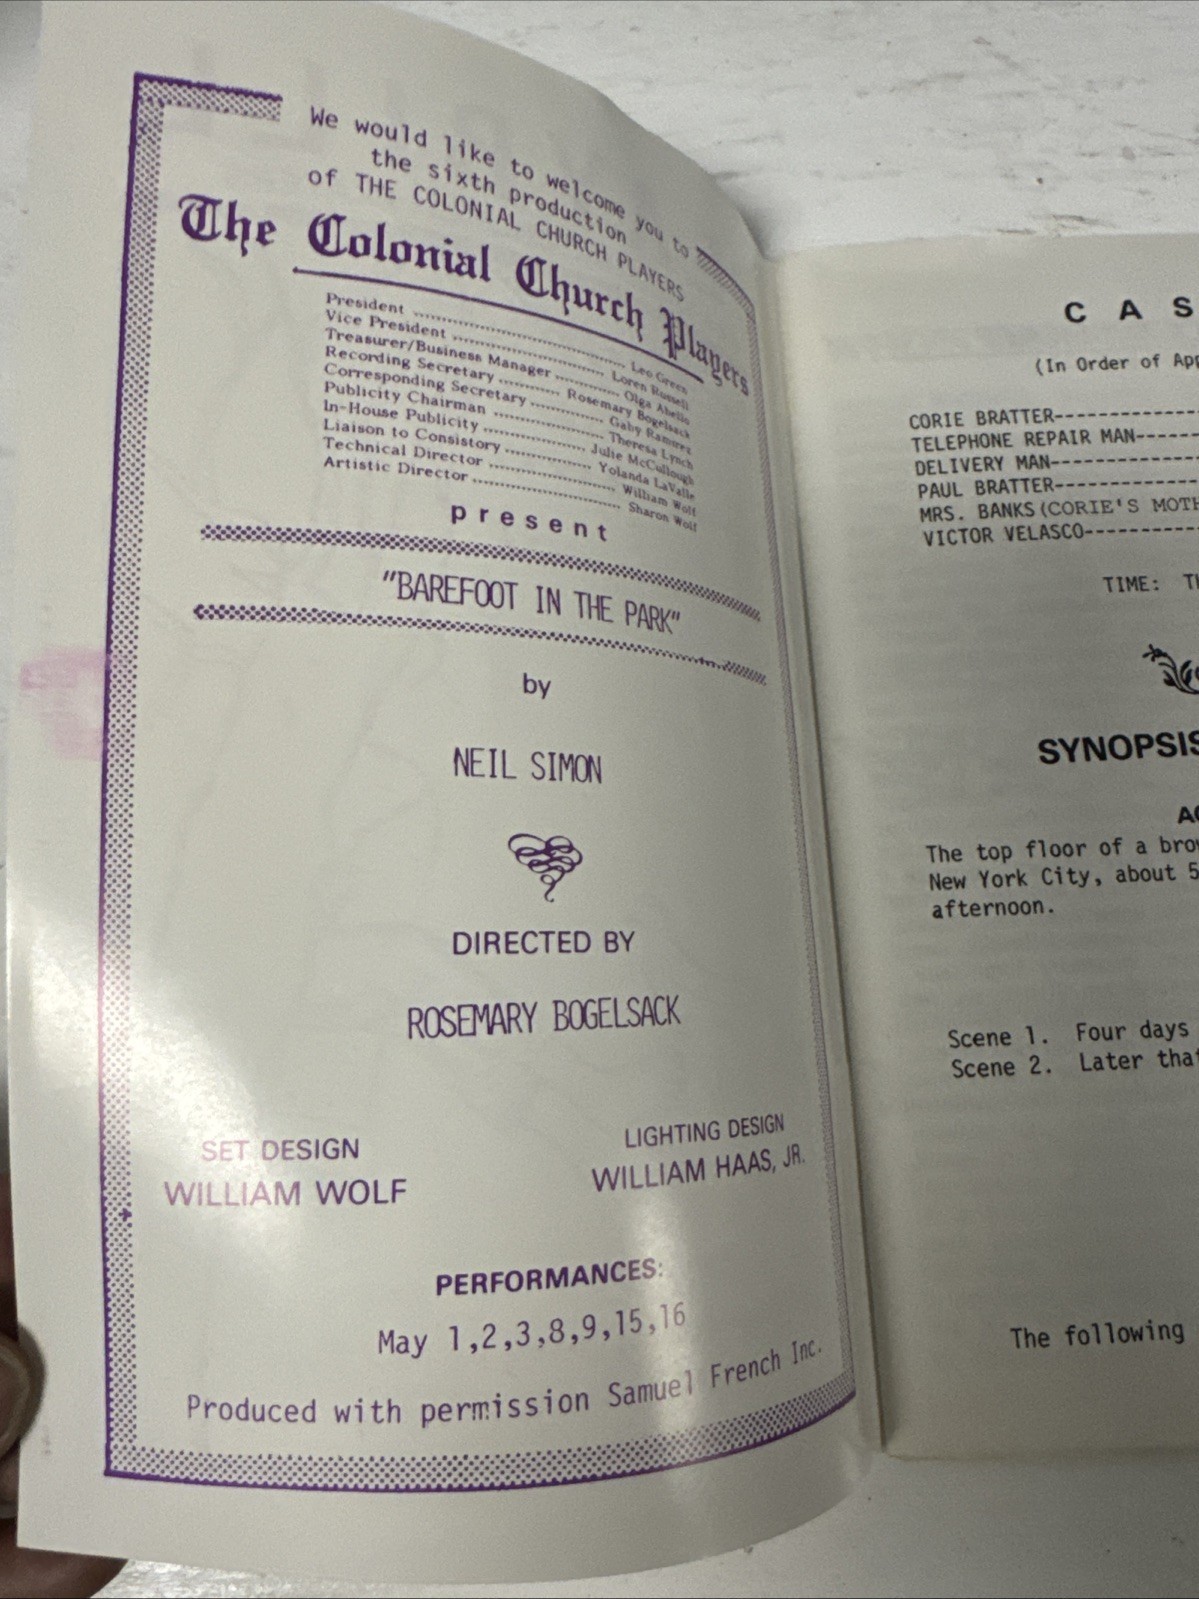 We would like to welcome you to
the sixth production
of THE COLONIAL CHURCH PLAYERS
The Colonial Church Players
President ........ Leo Green
Vice President ........ Loren Russell
Treasurer/Business Manager ........ Olga Abello
Recording Secretary ........ Rosemary Bogelsack
Corresponding Secretary ........ Gaby Ramirez
Publicity Chairman ........ Theresa Lynch
In-House Publicity ........ Julie McCullough
Liaison to Consistory ........ Yolanda LaValle
Technical Director ........ William Wolf
Artistic Director ........ Sharon Wolf
present
"BAREFOOT IN THE PARK"
by
NEIL SIMON
DIRECTED BY
ROSEMARY BOGELSACK
SET DESIGN
WILLIAM WOLF
LIGHTING DESIGN
WILLIAM HAAS, JR.
PERFORMANCES:
May 1,2,3,8,9,15,16
Produced with permission Samuel French Inc.
C A S
(In Order of App
CORIE BRATTER-----------
TELEPHONE REPAIR MAN-----
DELIVERY MAN-----------
PAUL BRATTER-----------
MRS. BANKS(CORIE'S MOTH
VICTOR VELASCO---------
TIME: Th
SYNOPSIS
AC
The top floor of a brow
New York City, about 5
afternoon.
Scene 1. Four days
Scene 2. Later that
The following